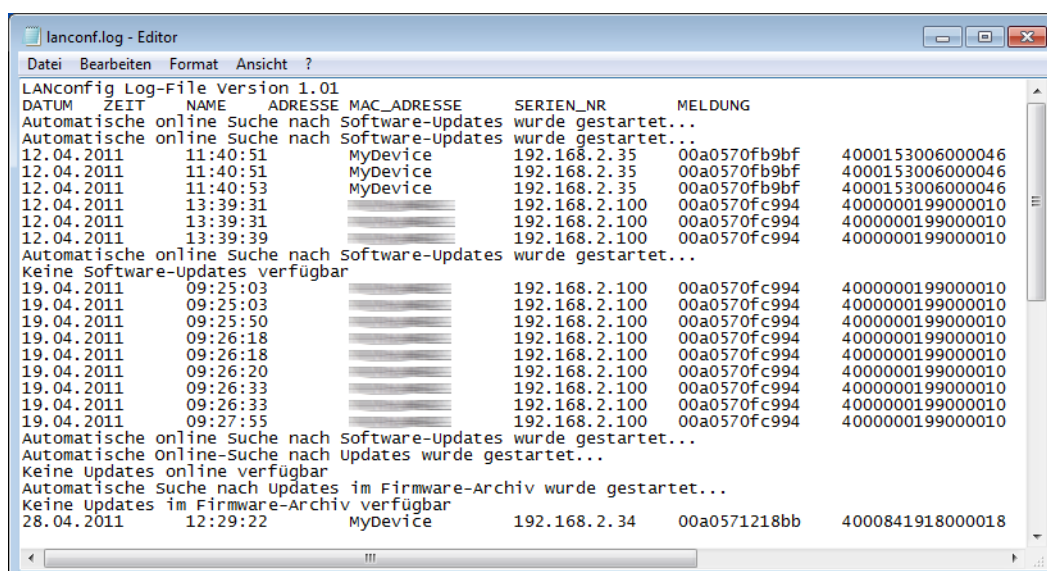 lanconf.log - Editor
Datei Bearbeiten Format Ansicht ?
LANconfig Log-File Version 1.01
DATUM ZEIT NAME ADRESSE MAC_ADRESSE SERIEN_NR MELDUNG
Automatische online Suche nach Software-Updates wurde gestartet...
Automatische online Suche nach Software-Updates wurde gestartet...
12.04.2011 11:40:51 MyDevice 192.168.2.35 00a0570fb9bf 4000153006000046
12.04.2011 11:40:51 MyDevice 192.168.2.35 00a0570fb9bf 4000153006000046
12.04.2011 11:40:53 MyDevice 192.168.2.35 00a0570fb9bf 4000153006000046
12.04.2011 13:39:31 192.168.2.100 00a0570fc994 4000000199000010
12.04.2011 13:39:31 192.168.2.100 00a0570fc994 4000000199000010
12.04.2011 13:39:39 192.168.2.100 00a0570fc994 4000000199000010
Automatische online Suche nach Software-Updates wurde gestartet...
Keine Software-Updates verfügbar
19.04.2011 09:25:03 192.168.2.100 00a0570fc994 4000000199000010
19.04.2011 09:25:03 192.168.2.100 00a0570fc994 4000000199000010
19.04.2011 09:25:50 192.168.2.100 00a0570fc994 4000000199000010
19.04.2011 09:26:18 192.168.2.100 00a0570fc994 4000000199000010
19.04.2011 09:26:18 192.168.2.100 00a0570fc994 4000000199000010
19.04.2011 09:26:20 192.168.2.100 00a0570fc994 4000000199000010
19.04.2011 09:26:33 192.168.2.100 00a0570fc994 4000000199000010
19.04.2011 09:26:33 192.168.2.100 00a0570fc994 4000000199000010
19.04.2011 09:27:55 192.168.2.100 00a0570fc994 4000000199000010
Automatische online Suche nach Software-Updates wurde gestartet...
Automatische Online-Suche nach Updates wurde gestartet...
Keine Updates online verfügbar
Automatische Suche nach Updates im Firmware-Archiv wurde gestartet...
Keine Updates im Firmware-Archiv verfügbar
28.04.2011 12:29:22 MyDevice 192.168.2.34 00a0571218bb 4000841918000018